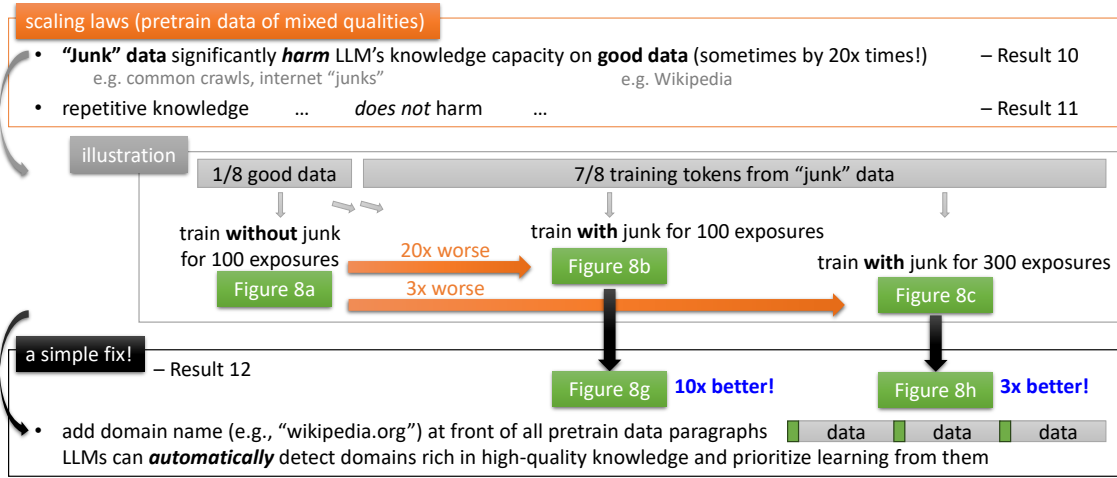 scaling laws (pretrain data of mixed qualities)
• "Junk" data significantly harm LLM's knowledge capacity on good data (sometimes by 20x times!) – Result 10
e.g. common crawls, internet "junks" e.g. Wikipedia
• repetitive knowledge … does not harm … – Result 11
illustration
1/8 good data 7/8 training tokens from "junk" data
train without junk
for 100 exposures
Figure 8a
20x worse
3x worse
train with junk for 100 exposures
Figure 8b
train with junk for 300 exposures
Figure 8c
a simple fix!
– Result 12
Figure 8g 10x better!
Figure 8h 3x better!
• add domain name (e.g., "wikipedia.org") at front of all pretrain data paragraphs
data data data
LLMs can automatically detect domains rich in high-quality knowledge and prioritize learning from them